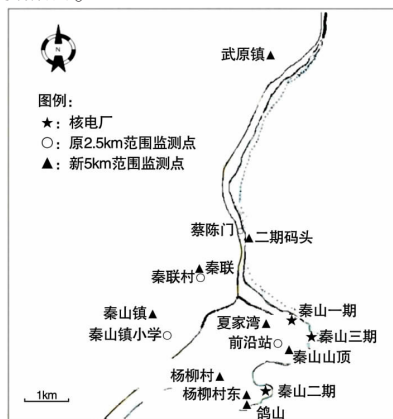 N
武原镇
图例：
★：核电厂
○：原2.5km范围监测点
▲：新5km范围监测点
蔡陈门
二期码头
秦联
秦联村
秦山镇
秦山镇小学
夏家湾
前沿站
秦山一期
秦山三期
秦山山顶
杨柳村
杨柳村东
秦山二期
鸽山
1km